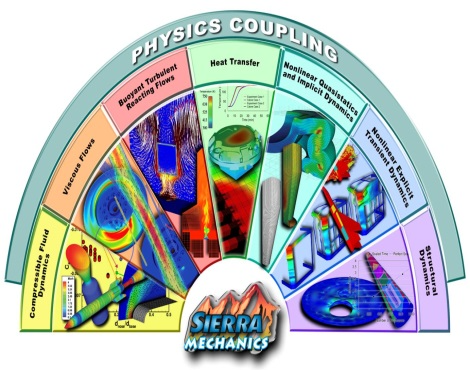 PHYSICS COUPLING
Compressible Fluid
Dynamics
Viscous Flows
Buoyant Turbulent
Reacting Flows
Heat Transfer
Nonlinear Quasistatics
and Implicit Dynamics
Nonlinear Explicit
Transient Dynamics
Structural
Dynamics
SIERRA
MECHANICS